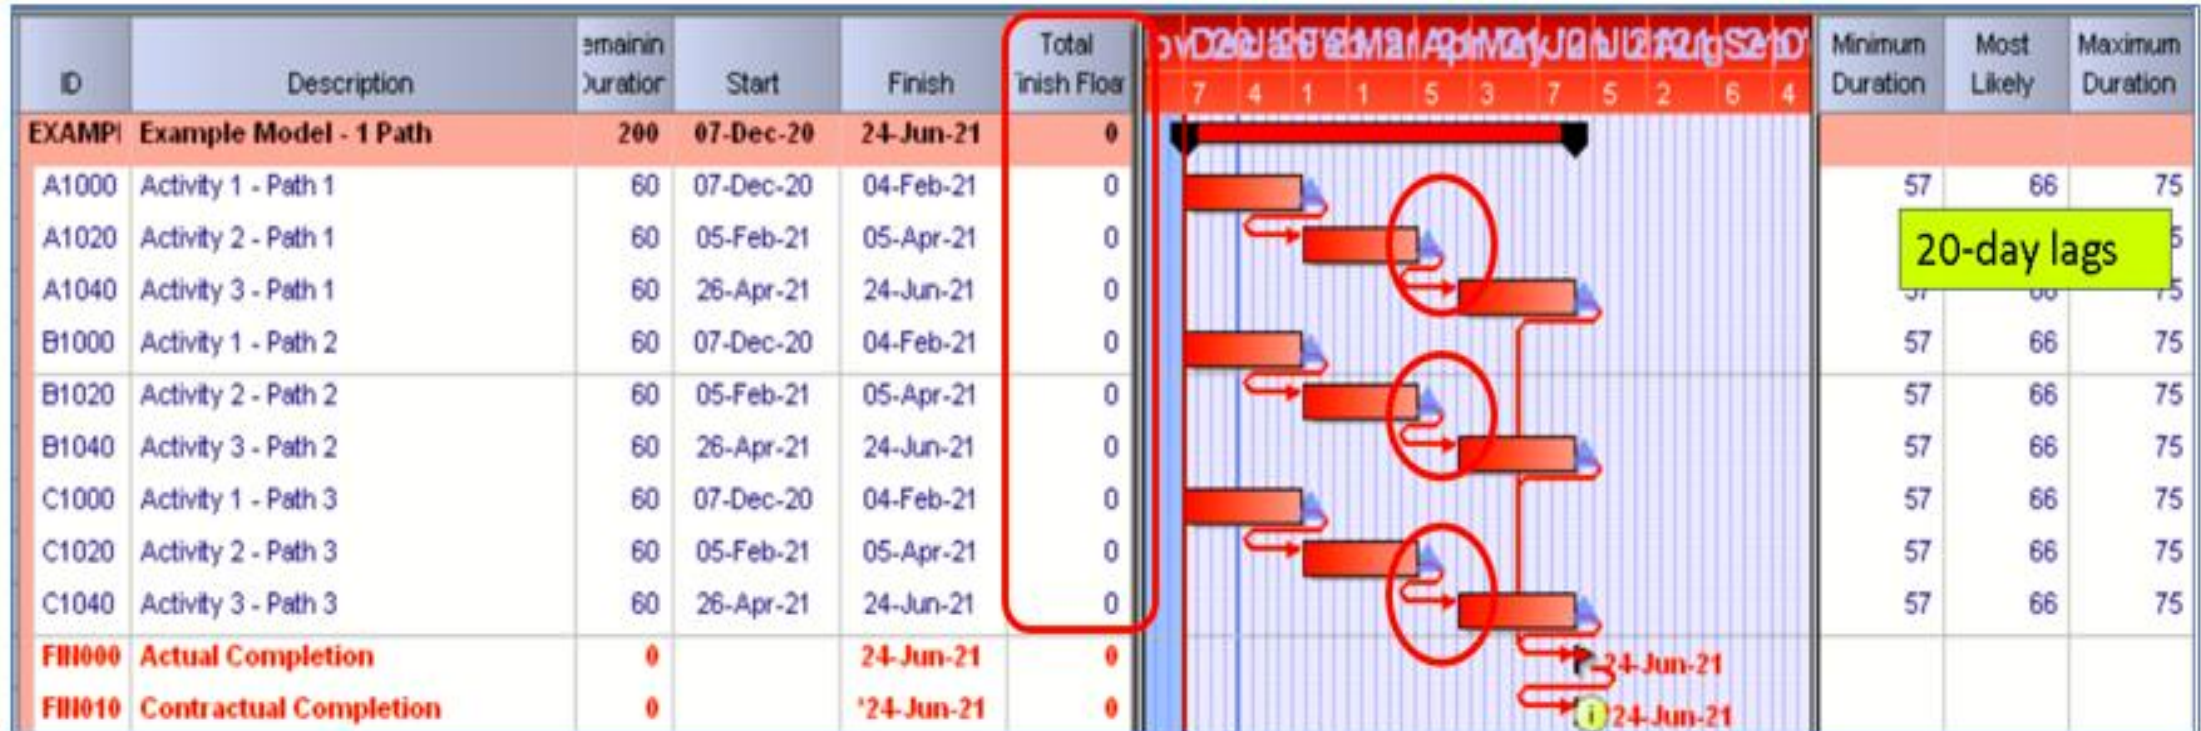 ID Description emainin Duration Start Finish Total inish Float Minimum Duration Most Likely Maximum Duration
7 4 1 1 5 3 7 5 2 6 4
EXAMPI Example Model - 1 Path 200 07-Dec-20 24-Jun-21 0
A1000 Activity 1 - Path 1 60 07-Dec-20 04-Feb-21 0 57 66 75
A1020 Activity 2 - Path 1 60 05-Feb-21 05-Apr-21 0
20-day lags
A1040 Activity 3 - Path 1 60 26-Apr-21 24-Jun-21 0
B1000 Activity 1 - Path 2 60 07-Dec-20 04-Feb-21 0 57 66 75
B1020 Activity 2 - Path 2 60 05-Feb-21 05-Apr-21 0 57 66 75
B1040 Activity 3 - Path 2 60 26-Apr-21 24-Jun-21 0 57 66 75
C1000 Activity 1 - Path 3 60 07-Dec-20 04-Feb-21 0 57 66 75
C1020 Activity 2 - Path 3 60 05-Feb-21 05-Apr-21 0 57 66 75
C1040 Activity 3 - Path 3 60 26-Apr-21 24-Jun-21 0 57 66 75
FIN000 Actual Completion 0 24-Jun-21 0 24-Jun-21
FIN010 Contractual Completion 0 *24-Jun-21 0 24-Jun-21